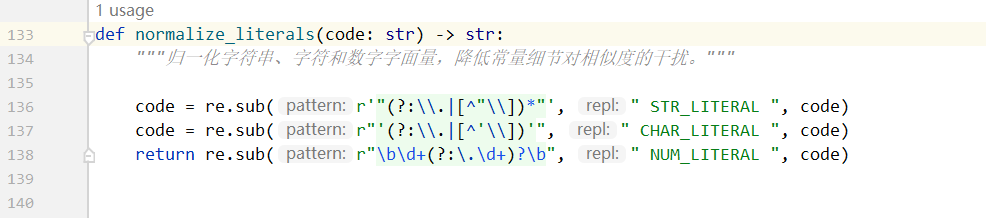 1 usage
133 def normalize_literals(code: str) -> str:
134 """归一化字符串、字符和数字字面量，降低常量细节对相似度的干扰。"""
135
136 code = re.sub( pattern: r'"(?:\\.|[^"\\])*"', repl: " STR_LITERAL ", code)
137 code = re.sub( pattern: r"'(?:\\.|[^'\\])'", repl: " CHAR_LITERAL ", code)
138 return re.sub( pattern: r"\b\d+(?:\.\d+)?\b", repl: " NUM_LITERAL ", code)
139
140